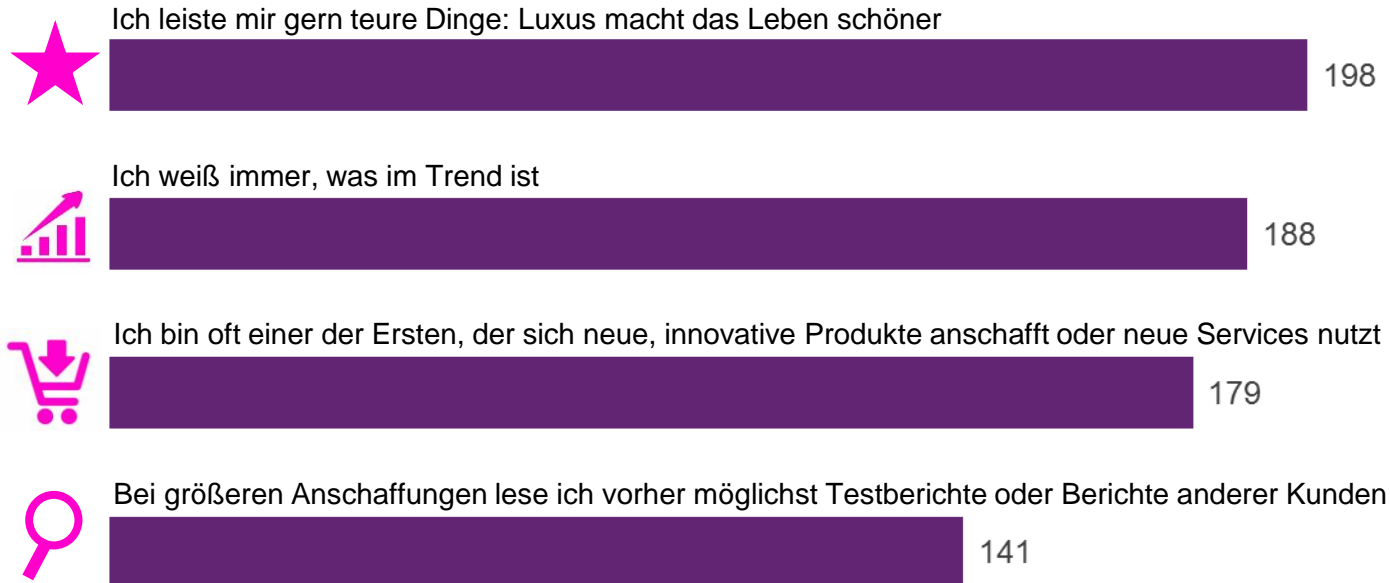 Ich leiste mir gern teure Dinge: Luxus macht das Leben schöner
198
Ich weiß immer, was im Trend ist
188
Ich bin oft einer der Ersten, der sich neue, innovative Produkte anschafft oder neue Services nutzt
179
Bei größeren Anschaffungen lese ich vorher möglichst Testberichte oder Berichte anderer Kunden
141